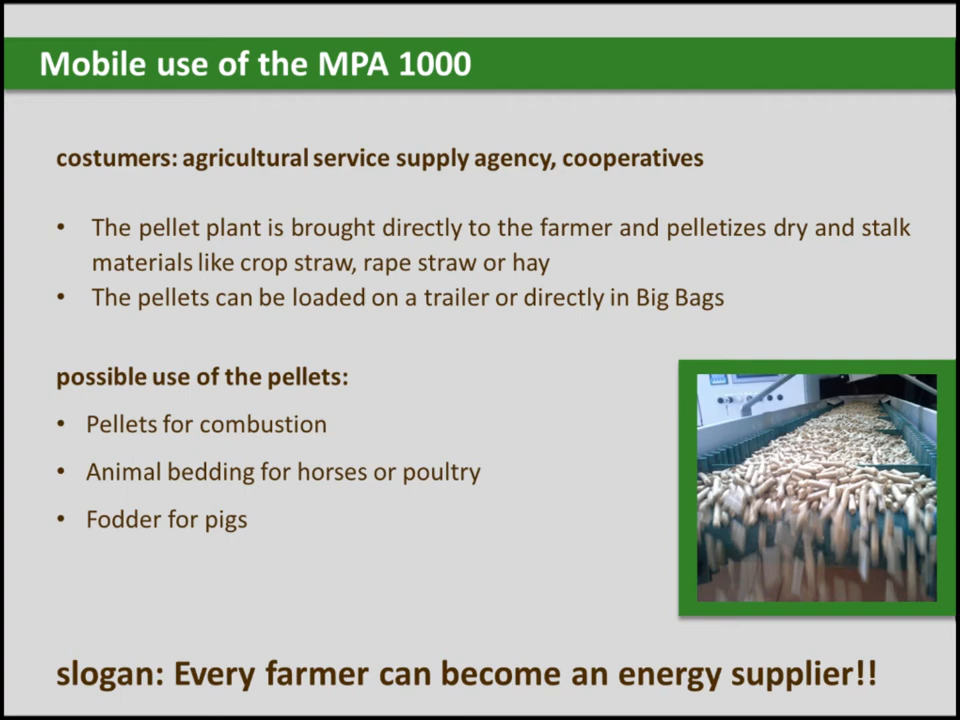 Mobile use of the MPA 1000
costumers: agricultural service supply agency, cooperatives
• The pellet plant is brought directly to the farmer and pelletizes dry and stalk
materials like crop straw, rape straw or hay
• The pellets can be loaded on a trailer or directly in Big Bags
possible use of the pellets:
• Pellets for combustion
• Animal bedding for horses or poultry
• Fodder for pigs
slogan: Every farmer can become an energy supplier!!